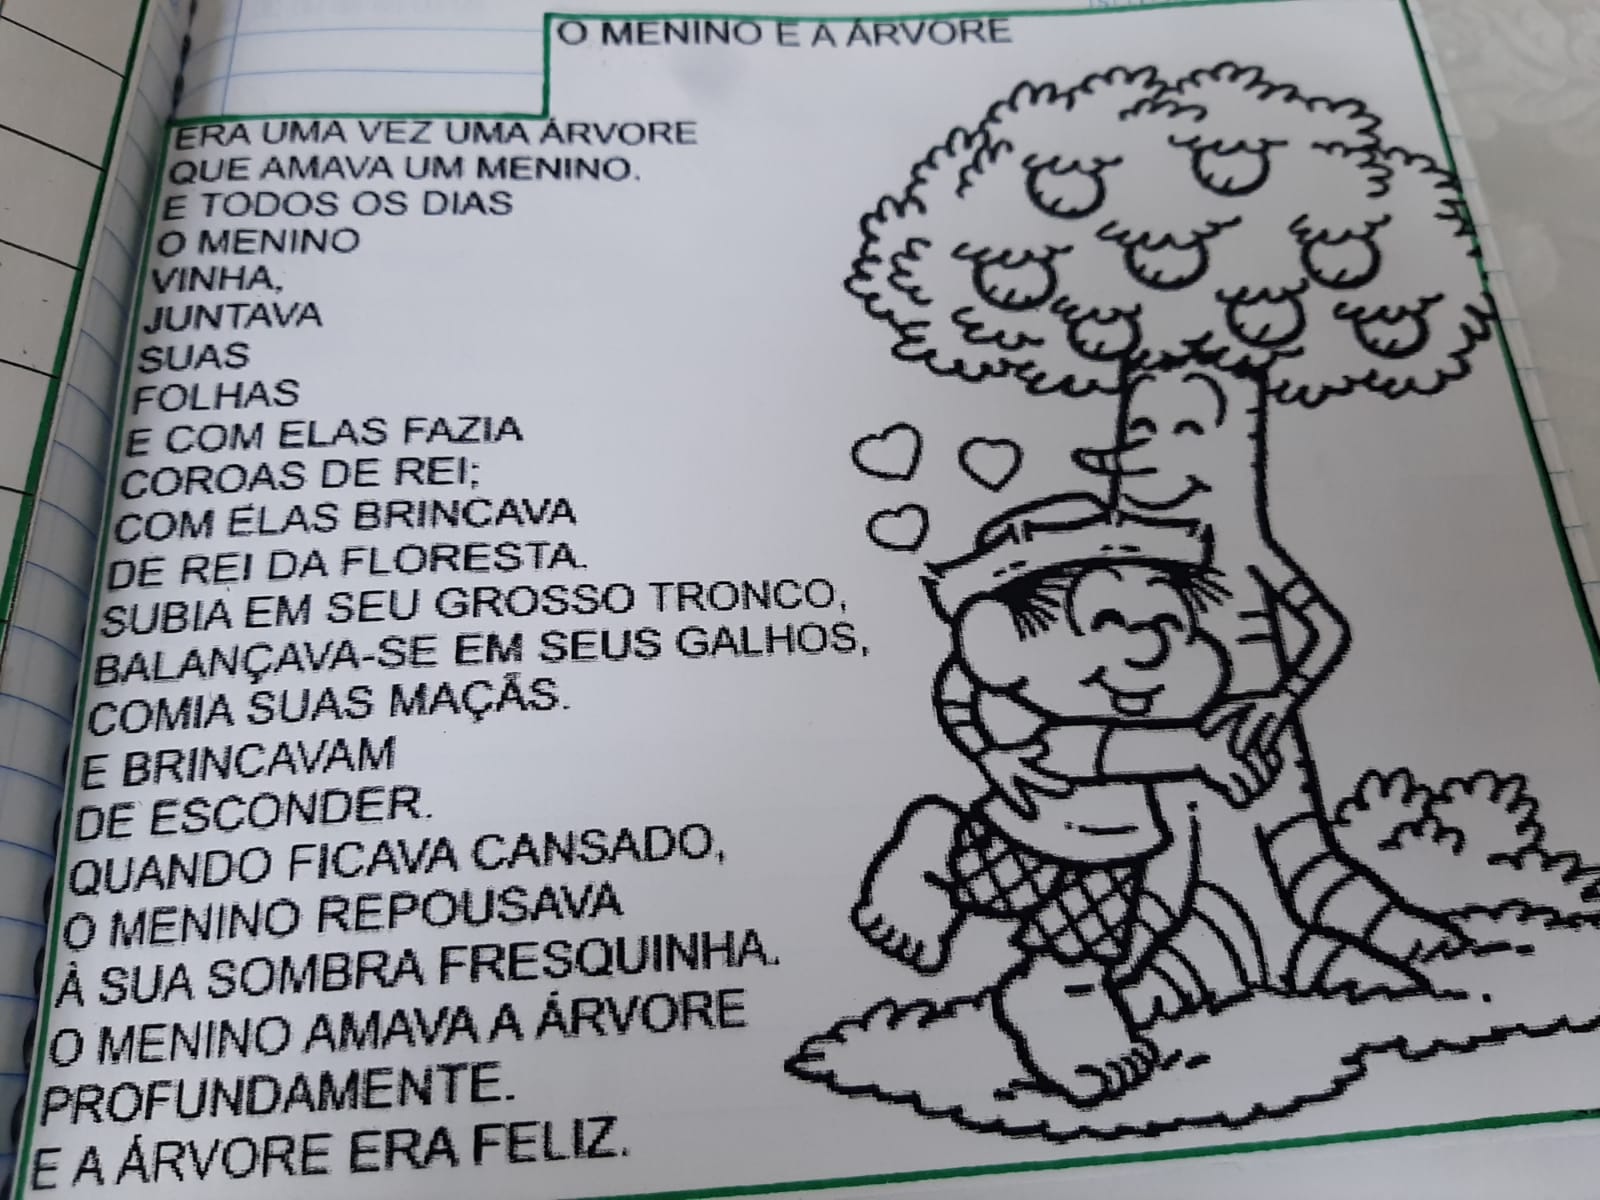 O MENINO E A ÁRVORE
ERA UMA VEZ UMA ÁRVORE
QUE AMAVA UM MENINO.
E TODOS OS DIAS
O MENINO
VINHA,
JUNTAVA
SUAS
FOLHAS
E COM ELAS FAZIA
COROAS DE REI;
COM ELAS BRINCAVA
DE REI DA FLORESTA.
SUBIA EM SEU GROSSO TRONCO,
BALANÇAVA-SE EM SEUS GALHOS,
COMIA SUAS MAÇÃS.
E BRINCAVAM
DE ESCONDER.
QUANDO FICAVA CANSADO,
O MENINO REPOUSAVA
À SUA SOMBRA FRESQUINHA.
O MENINO AMAVA A ÁRVORE
PROFUNDAMENTE.
E A ÁRVORE ERA FELIZ.